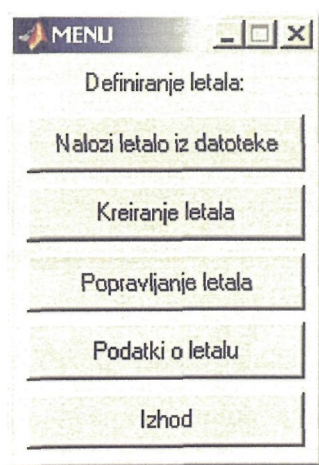 MENU
Definiranje letala:
Nalozi letalo iz datoteke
Kreiranje letala
Popravljanje letala
Podatki o letalu
Izhod